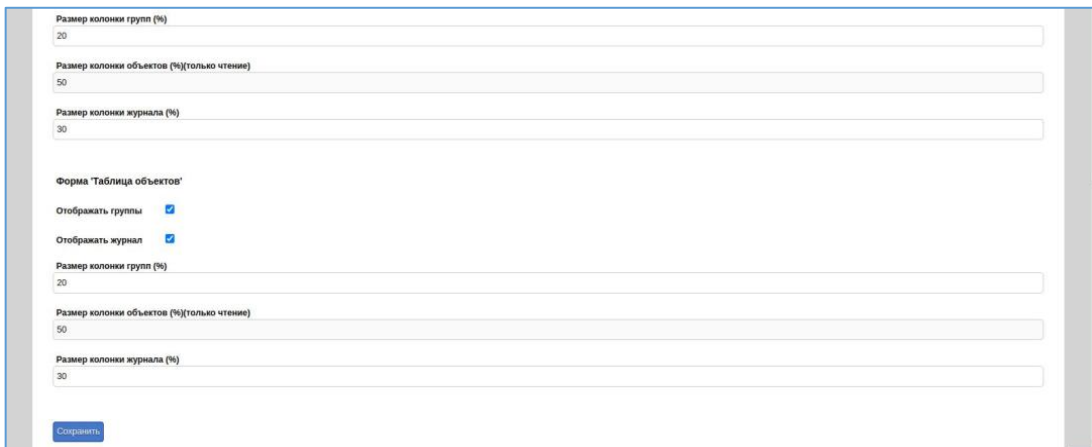 Размер колонки групп (%)
20
Размер колонки объектов (%)(только чтение)
50
Размер колонки журнала (%)
30
Форма 'Таблица объектов'
Отображать группы
Отображать журнал
Размер колонки групп (%)
20
Размер колонки объектов (%)(только чтение)
50
Размер колонки журнала (%)
30
Сохранить